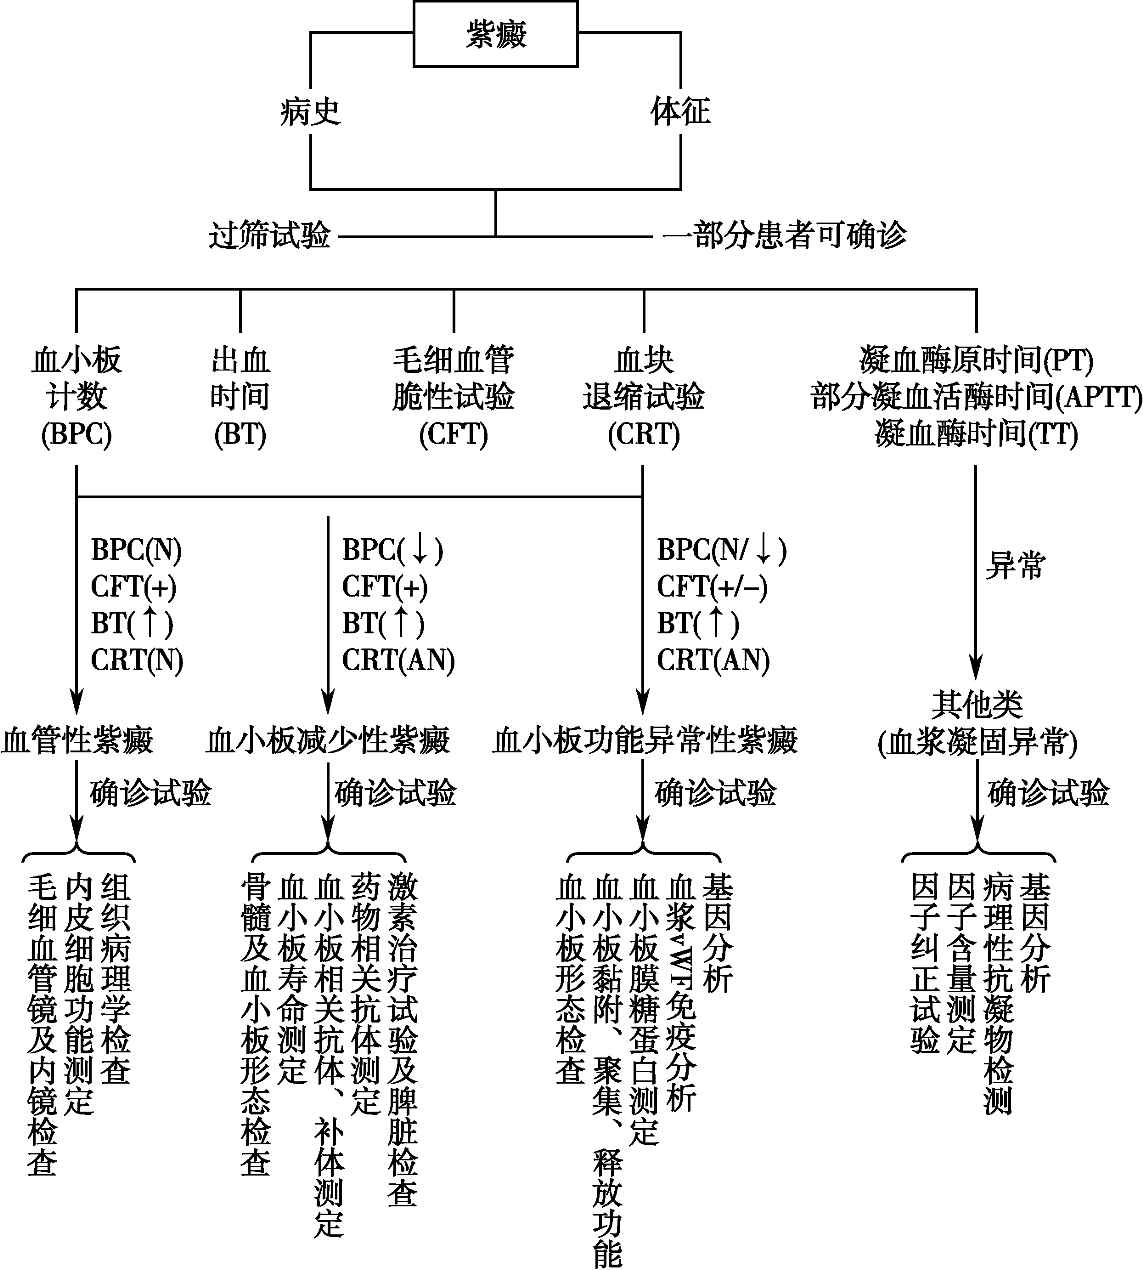 紫癜
病史
体征
过筛试验
一部分患者可确诊
血小板
计数
(BPC)
出血
时间
(BT)
毛细血管
脆性试验
(CFT)
血块
退缩试验
(CRT)
凝血酶原时间(PT)
部分凝血活酶时间(APTT)
凝血酶时间(TT)
BPC(N)
CFT(+)
BT(↑)
CRT(N)
BPC(↓)
CFT(+)
BT(↑)
CRT(AN)
BPC(N/↓)
CFT(+/−)
BT(↑)
CRT(AN)
异常
血管性紫癜
血小板减少性紫癜
血小板功能异常性紫癜
其他类
(血浆凝固异常)
确诊试验
确诊试验
确诊试验
确诊试验
毛细血管镜及内镜检查
内皮细胞功能测定
组织病理学检查
骨髓及血小板形态检查
血小板寿命测定
血小板相关抗体、补体测定
药物相关抗体测定
激素治疗试验及脾脏检查
血小板形态检查
血小板黏附、聚集、释放功能
血小板膜糖蛋白测定
血浆vWF免疫分析
基因分析
因子纠正试验
因子含量测定
病理性抗凝物检测
基因分析